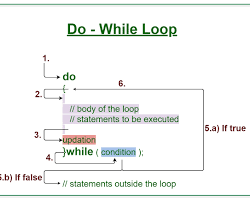 Do - While Loop
1.
do
6.
2.
{
// body of the loop
// statements to be executed
5.a) If true
3.
updation
4.
}while ( condition );
5.b) If false
// statements outside the loop